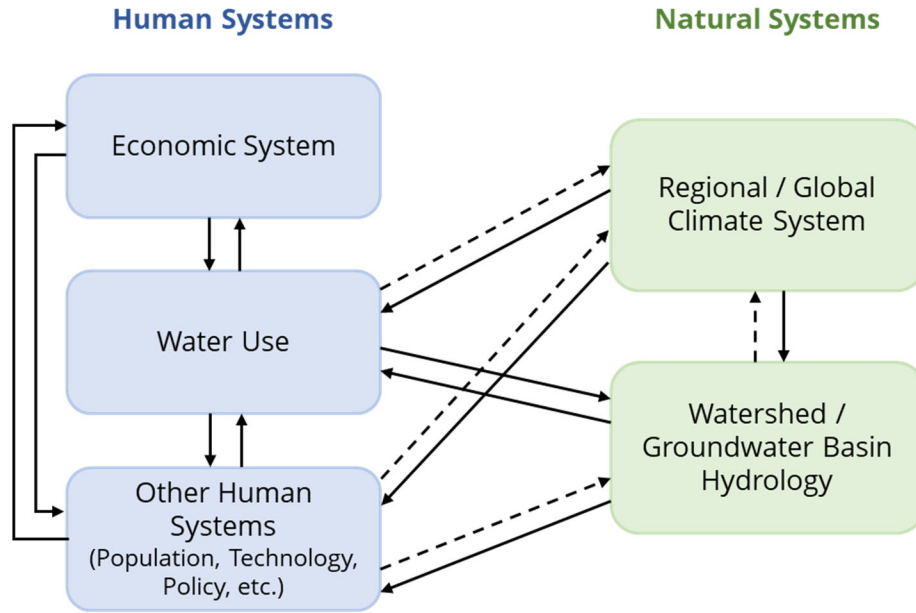 Human Systems
Natural Systems
Economic System
Water Use
Other Human
Systems
(Population, Technology,
Policy, etc.)
Regional / Global
Climate System
Watershed /
Groundwater Basin
Hydrology